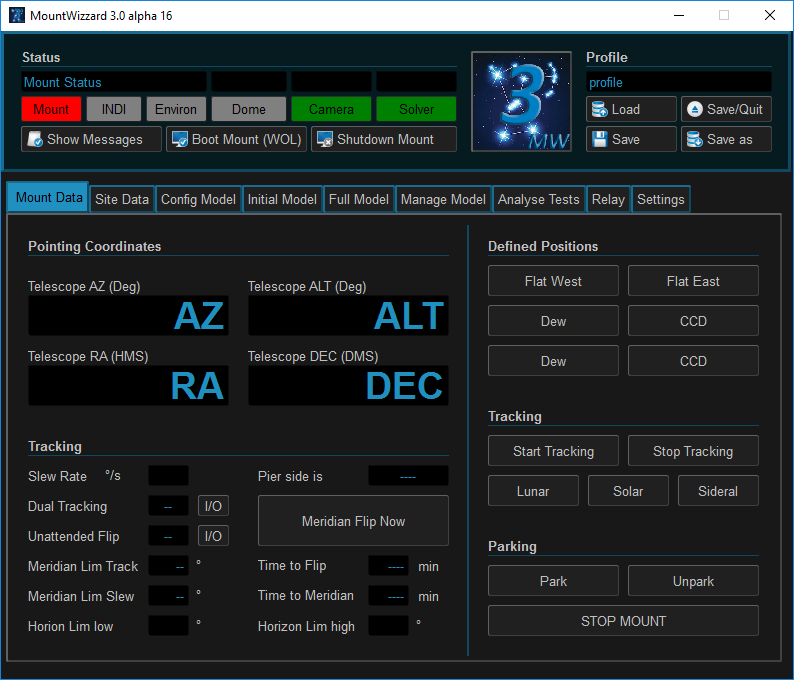 MountWizzard 3.0 alpha 16
Status
Profile
Mount Status
profile
Mount INDI Environ Dome Camera Solver
Load Save/Quit
Show Messages Boot Mount (WOL) Shutdown Mount
Save Save as
3
MW
Mount Data Site Data Config Model Initial Model Full Model Manage Model Analyse Tests Relay Settings
Pointing Coordinates
Telescope AZ (Deg) Telescope ALT (Deg)
AZ ALT
Telescope RA (HMS) Telescope DEC (DMS)
RA DEC
Tracking
Slew Rate °/s Pier side is ----
Dual Tracking -- I/O
Unattended Flip -- I/O
Meridian Flip Now
Meridian Lim Track -- ° Time to Flip ---- min
Meridian Lim Slew -- ° Time to Meridian ---- min
Horion Lim low ° Horizon Lim high °
Defined Positions
Flat West Flat East
Dew CCD
Dew CCD
Tracking
Start Tracking Stop Tracking
Lunar Solar Sideral
Parking
Park Unpark
STOP MOUNT